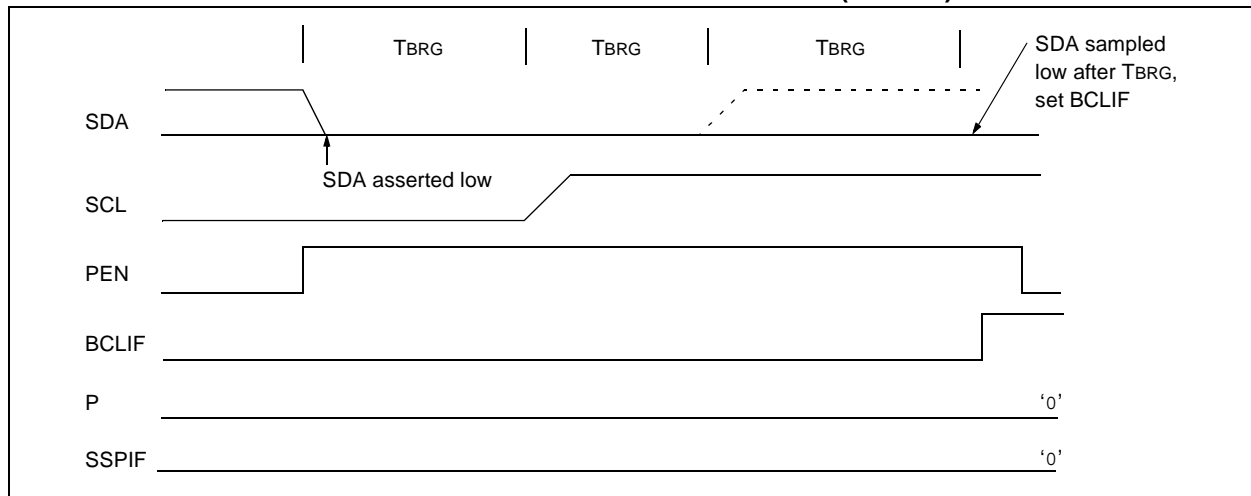 TBRG TBRG TBRG
SDA sampled
low after TBRG,
set BCLIF
SDA
SDA asserted low
SCL
PEN
BCLIF
P
‘0’
SSPIF
‘0’